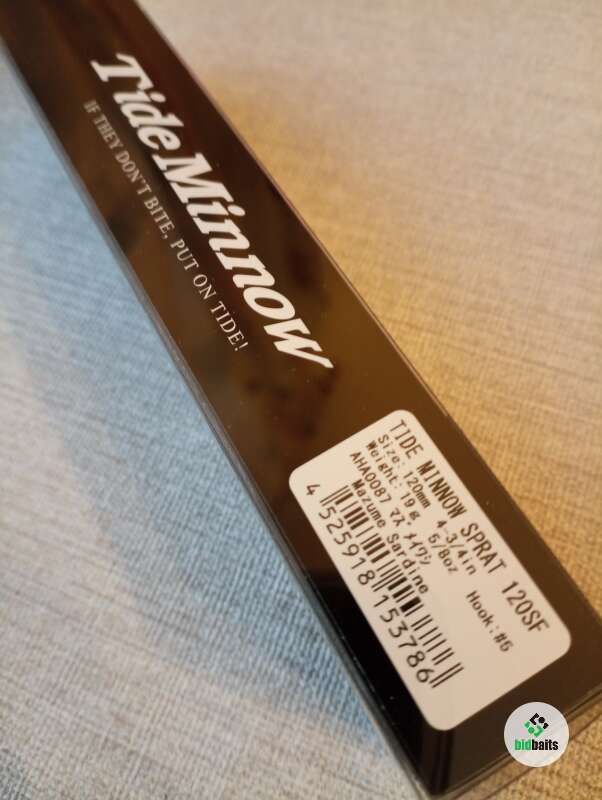 Tide Minnow
IF THEY DON'T BITE, PUT ON TIDE!
TIDE MINNOW SPRAT 120SF
Size: 120mm 4-3/4in
Weight: 19g 5/8oz Hook:#6
AHA0087 マズメイワシ
Mazume Sardine
4 525918 153786
bidbaits